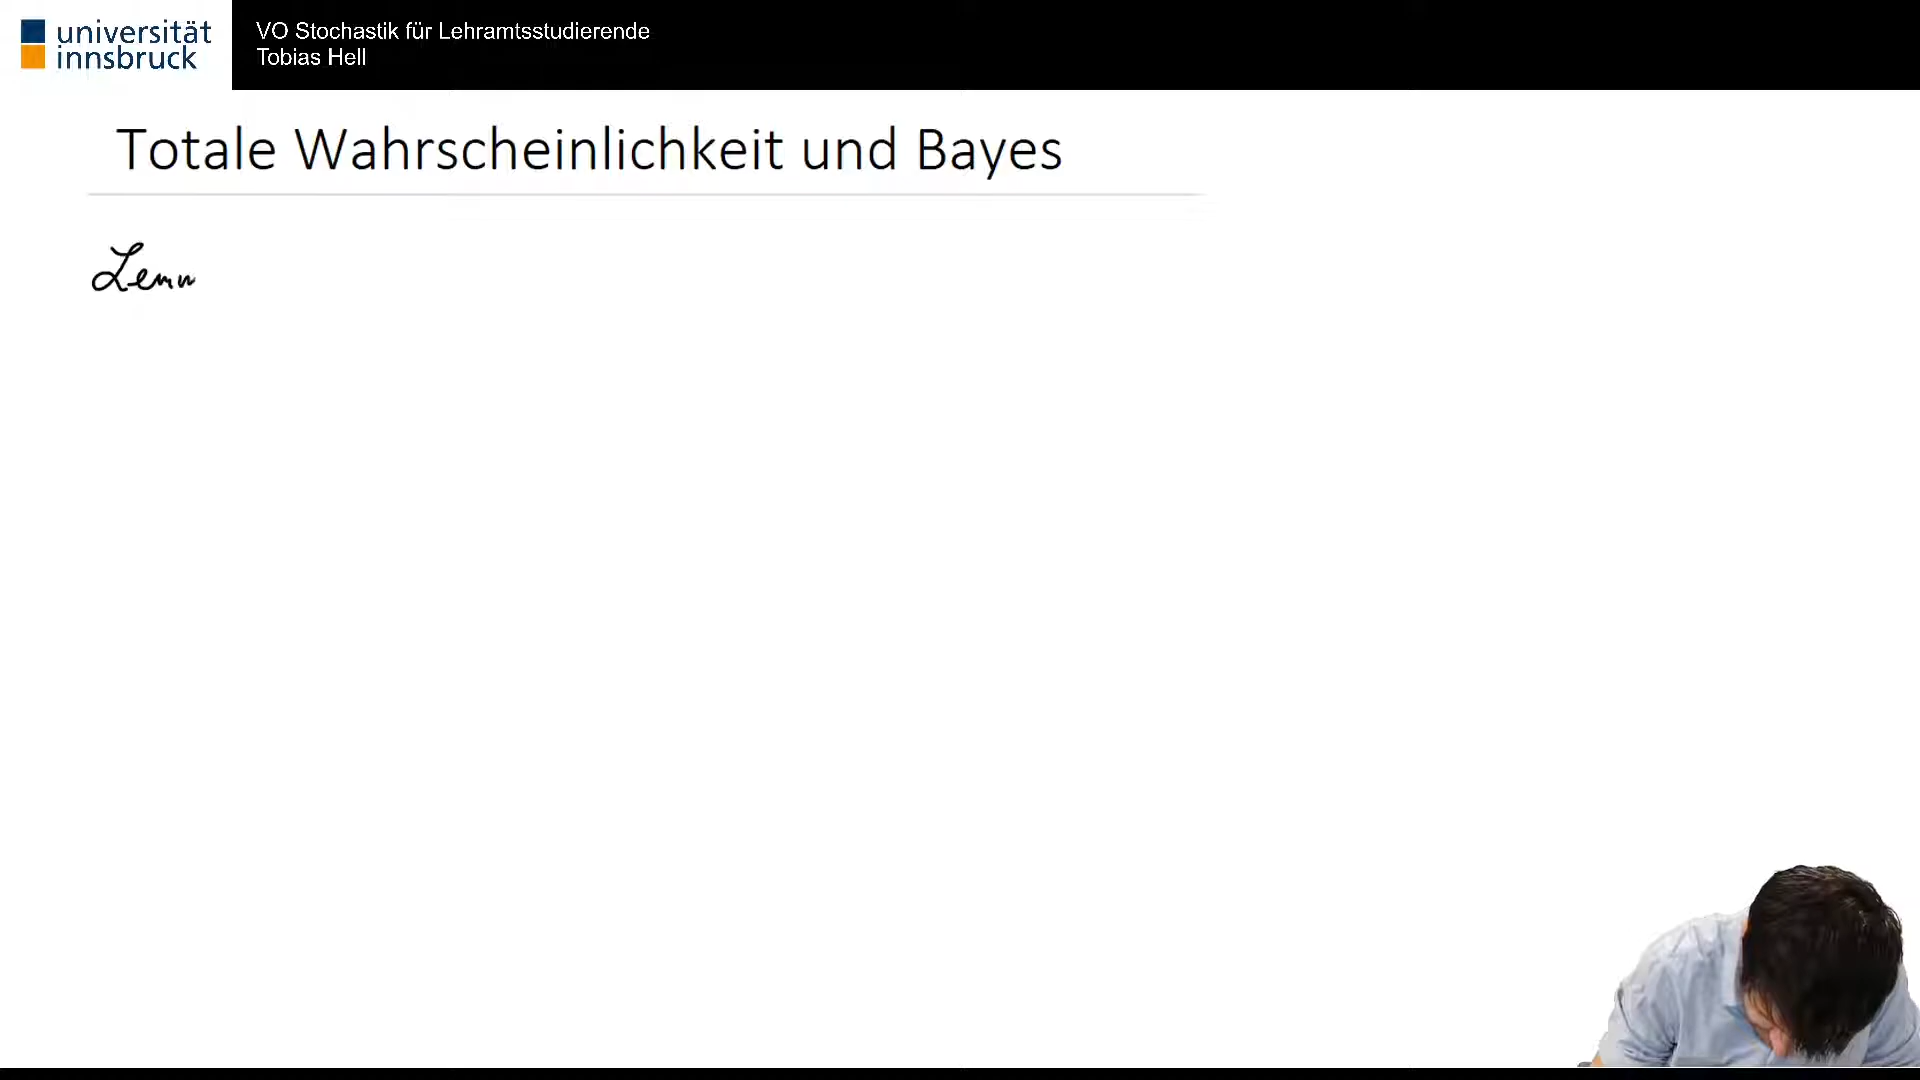 universität
innsbruck
VO Stochastik für Lehramtsstudierende
Tobias Hell
Totale Wahrscheinlichkeit und Bayes
Lemm